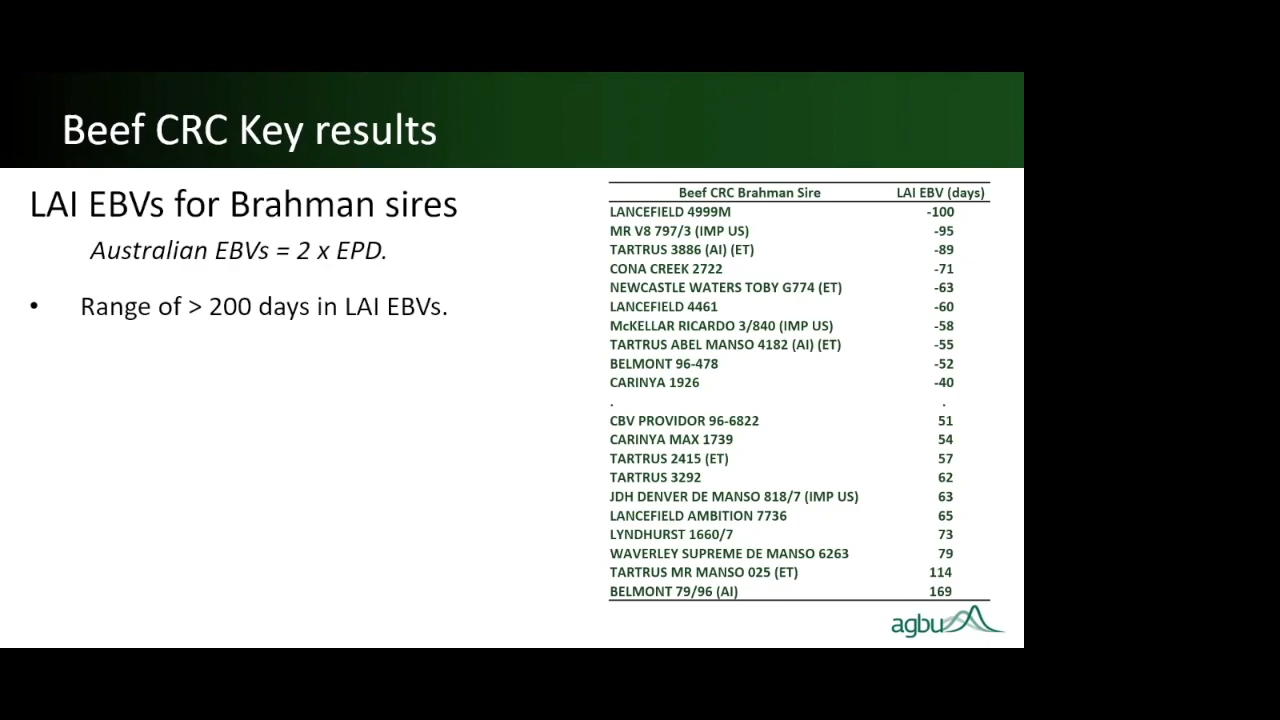 Beef CRC Key results
LAI EBVs for Brahman sires
Australian EBVs = 2 x EPD.
• Range of > 200 days in LAI EBVs.
Beef CRC Brahman Sire LAI EBV (days)
LANCEFIELD 4999M -100
MR V8 797/3 (IMP US) -95
TARTRUS 3886 (AI) (ET) -89
CONA CREEK 2722 -71
NEWCASTLE WATERS TOBY G774 (ET) -63
LANCEFIELD 4461 -60
McKELLAR RICARDO 3/840 (IMP US) -58
TARTRUS ABEL MANSO 4182 (AI) (ET) -55
BELMONT 96-478 -52
CARINYA 1926 -40
. .
CBV PROVIDOR 96-6822 51
CARINYA MAX 1739 54
TARTRUS 2415 (ET) 57
TARTRUS 3292 62
JDH DENVER DE MANSO 818/7 (IMP US) 63
LANCEFIELD AMBITION 7736 65
LYNDHURST 1660/7 73
WAVERLEY SUPREME DE MANSO 6263 79
TARTRUS MR MANSO 025 (ET) 114
BELMONT 79/96 (AI) 169
agbu